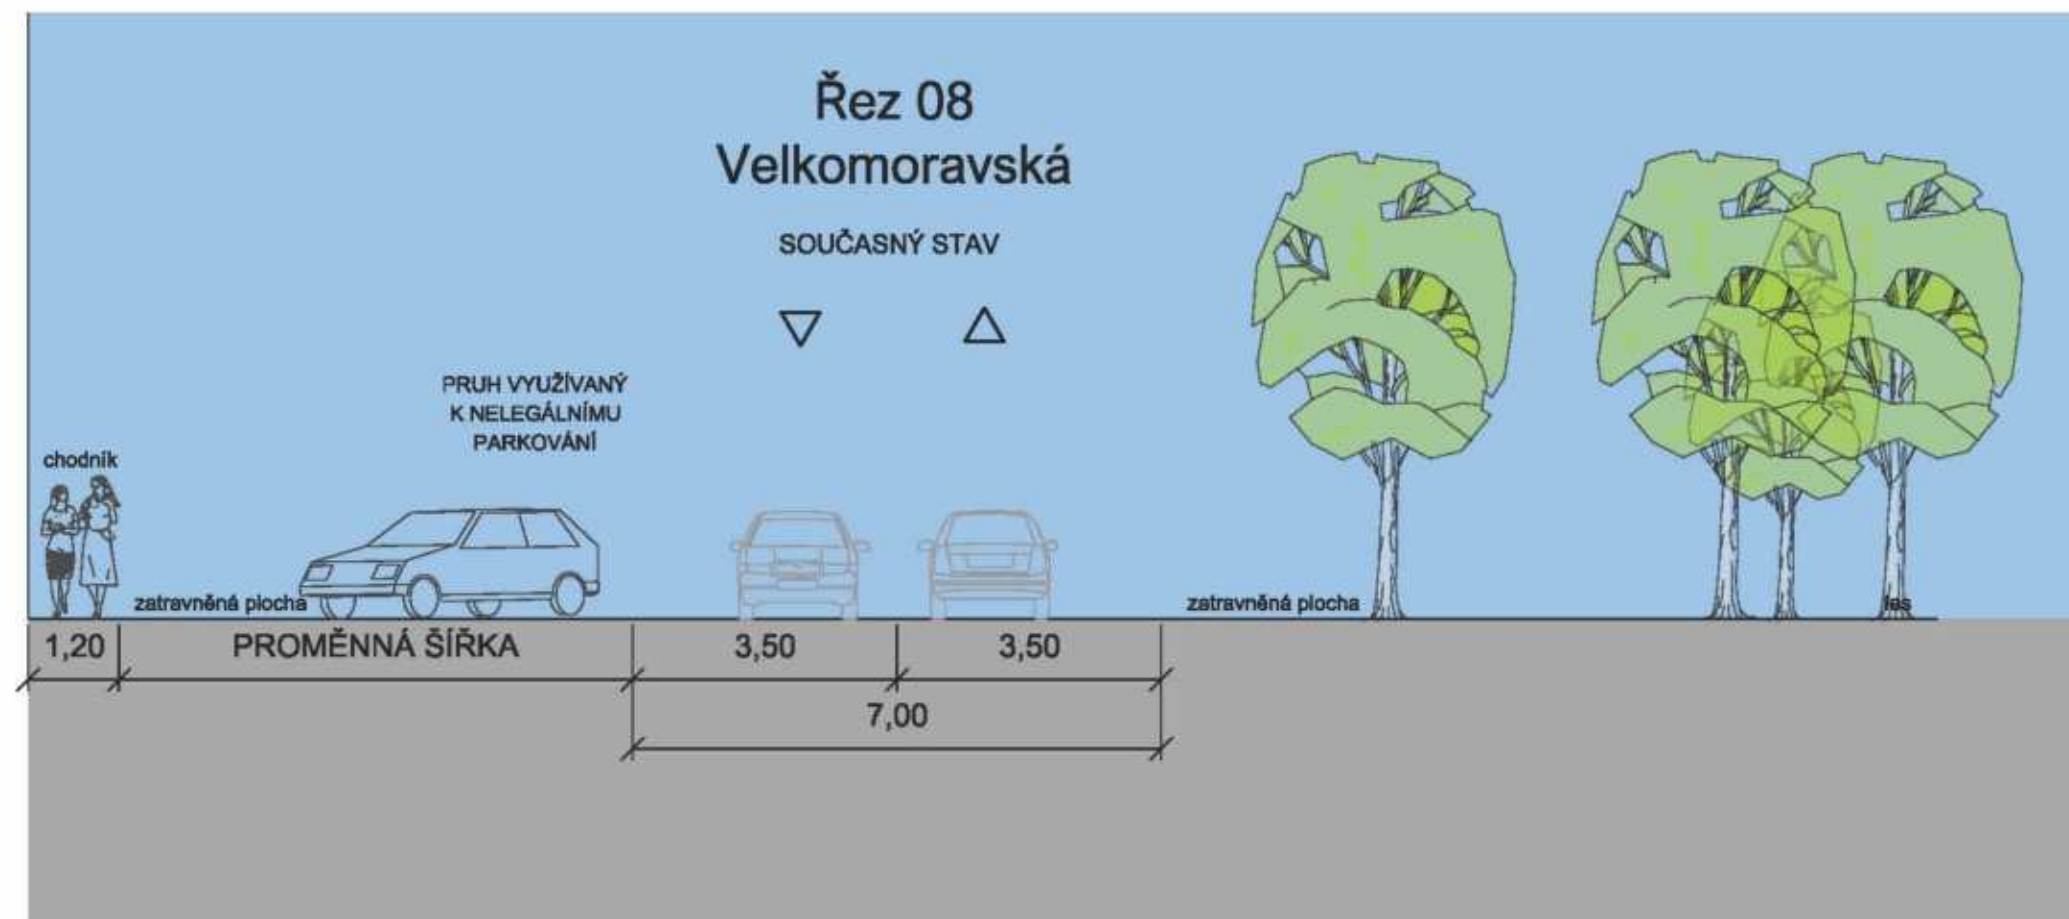 Řez 08
Velkomoravská
SOUČASNÝ STAV
PRUH VYUŽÍVANÝ
K NELEGÁLNÍMU
PARKOVÁNÍ
chodník
zatravněná plocha
zatravněná plocha
les
1,20
PROMĚNNÁ ŠÍŘKA
3,50
3,50
7,00